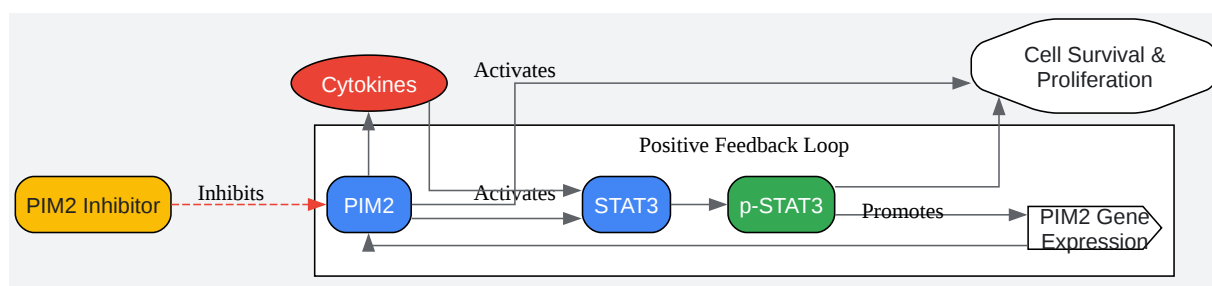 Cell Survival &
Proliferation
Activates
Cytokines
Positive Feedback Loop
Inhibits
Activates
PIM2 Inhibitor
PIM2
STAT3
p-STAT3
Promotes
PIM2 Gene
Expression